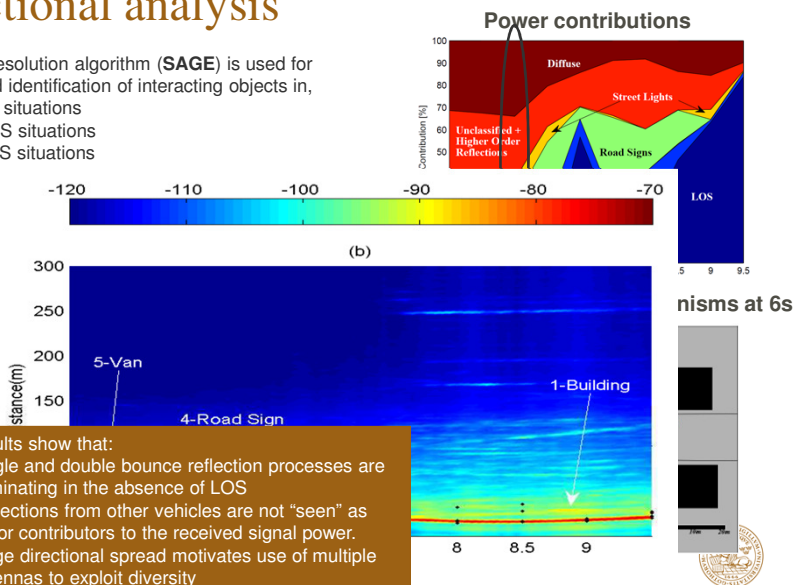 ctional analysis
esolution algorithm (SAGE) is used for
d identification of interacting objects in,
situations
S situations
S situations
Power contributions
100
90
80
70
60
50
Contribution [%]
Diffuse
Street Lights
Unclassified +
Higher Order
Reflections
Road Signs
LOS
.5 9 9.5
-120 -110 -100 -90 -80 -70
(b)
300
250
200
150
stance(m)
5-Van
4-Road Sign
1-Building
8 8.5 9
nisms at 6s
10m 20m
ults show that:
gle and double bounce reflection processes are
minating in the absence of LOS
ections from other vehicles are not “seen” as
or contributors to the received signal power.
ge directional spread motivates use of multiple
ennas to exploit diversity